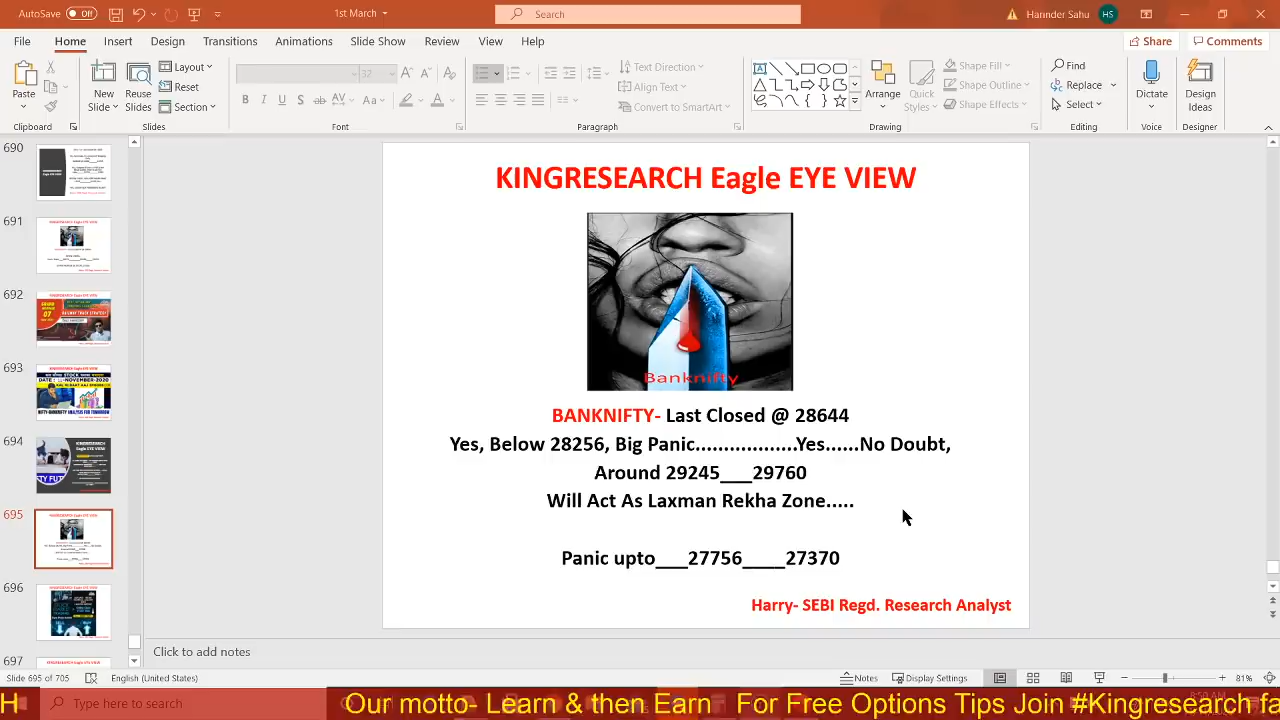 AutoSave Off 1st March Search Harinder Singh HS
File Home Insert Design Transitions Animations Slide Show Review View Help Share Comments
Paste New Slide Reuse Slides Layout Reset Section
32
Text Direction Align Text Convert to SmartArt
Arrange Quick Styles Shape Fill Shape Outline Shape Effects
Find Replace Select Dictate Design Ideas
Clipboard Slides Font Paragraph Drawing Editing Voice Designer
690
691
695
696
697
KINGRESEARCH Eagle EYE VIEW
Banknifty
BANKNIFTY- Last Closed @ 28644
Yes, Below 28256, Big Panic..............Yes......No Doubt,
Around 29245___29760
Will Act As Laxman Rekha Zone.....
Panic upto___27756____27370
Harry- SEBI Regd. Research Analyst
Click to add notes
Slide 695 of 705 English (United States) Notes Display Settings 81%
Type here to search
8:50 AM
H Our motto- Learn & then Earn For Free Options Tips Join #Kingresearch fa